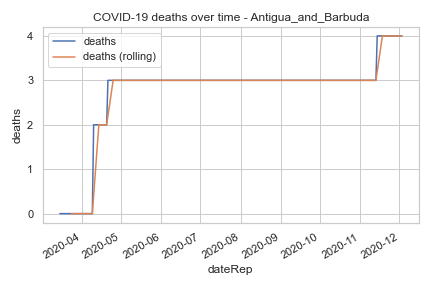 COVID-19 deaths over time - Antigua_and_Barbuda
deaths
deaths (rolling)
4
3
2
1
0
deaths
2020-04
2020-05
2020-06
2020-07
2020-08
2020-09
2020-10
2020-11
2020-12
dateRep